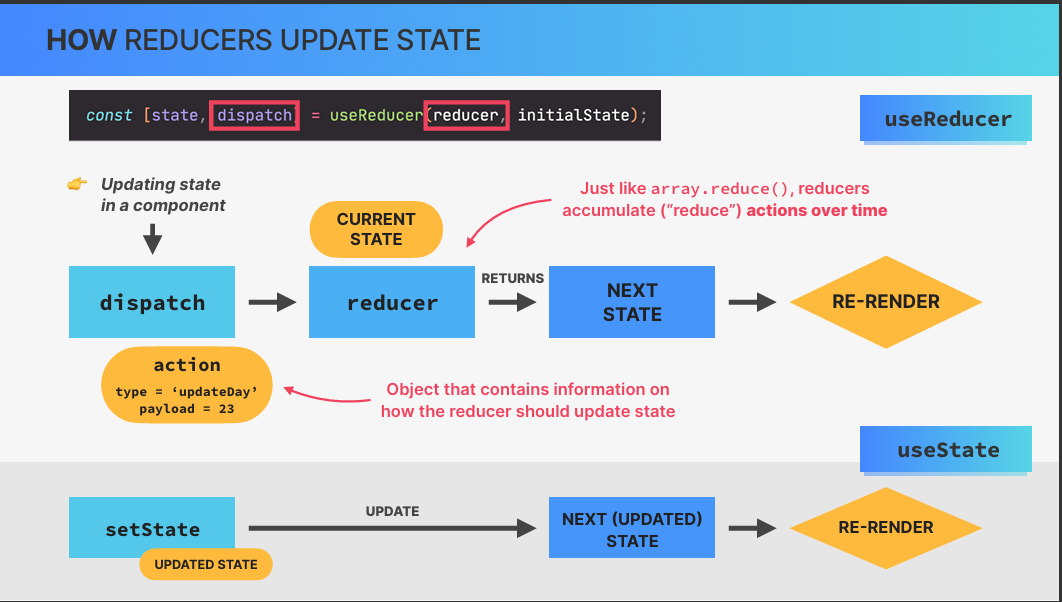 HOW REDUCERS UPDATE STATE
const [state, dispatch] = useReducer(reducer, initialState);
useReducer
Updating state
in a component
CURRENT
STATE
Just like array.reduce(), reducers
accumulate (“reduce”) actions over time
dispatch
reducer
RETURNS
NEXT
STATE
RE-RENDER
action
type = ‘updateDay’
payload = 23
Object that contains information on
how the reducer should update state
useState
setState
UPDATED STATE
UPDATE
NEXT (UPDATED)
STATE
RE-RENDER